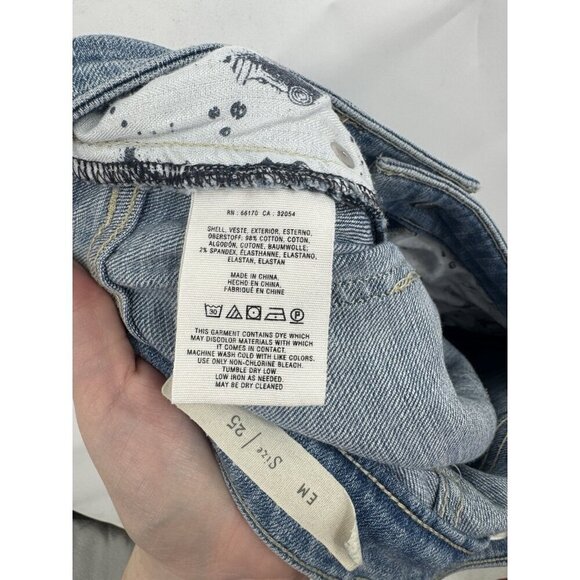 RN : 66170 CA : 32054
SHELL, VESTE, EXTERIOR, ESTERNO,
OBERSTOFF: 98% COTTON, COTON,
ALGODÓN, COTONE, BAUMWOLLE;
2% SPANDEX, ÉLASTHANNE, ELASTANO,
ELASTAN, ELASTAN
MADE IN CHINA.
HECHO EN CHINA.
FABRIQUÉ EN CHINE
30 P
THIS GARMENT CONTAINS DYE WHICH
MAY DISCOLOR MATERIALS WITH WHICH
IT COMES IN CONTACT.
MACHINE WASH COLD WITH LIKE COLORS.
USE ONLY NON-CHLORINE BLEACH.
TUMBLE DRY LOW
LOW IRON AS NEEDED.
MAY BE DRY CLEANED
Size / 25
EM